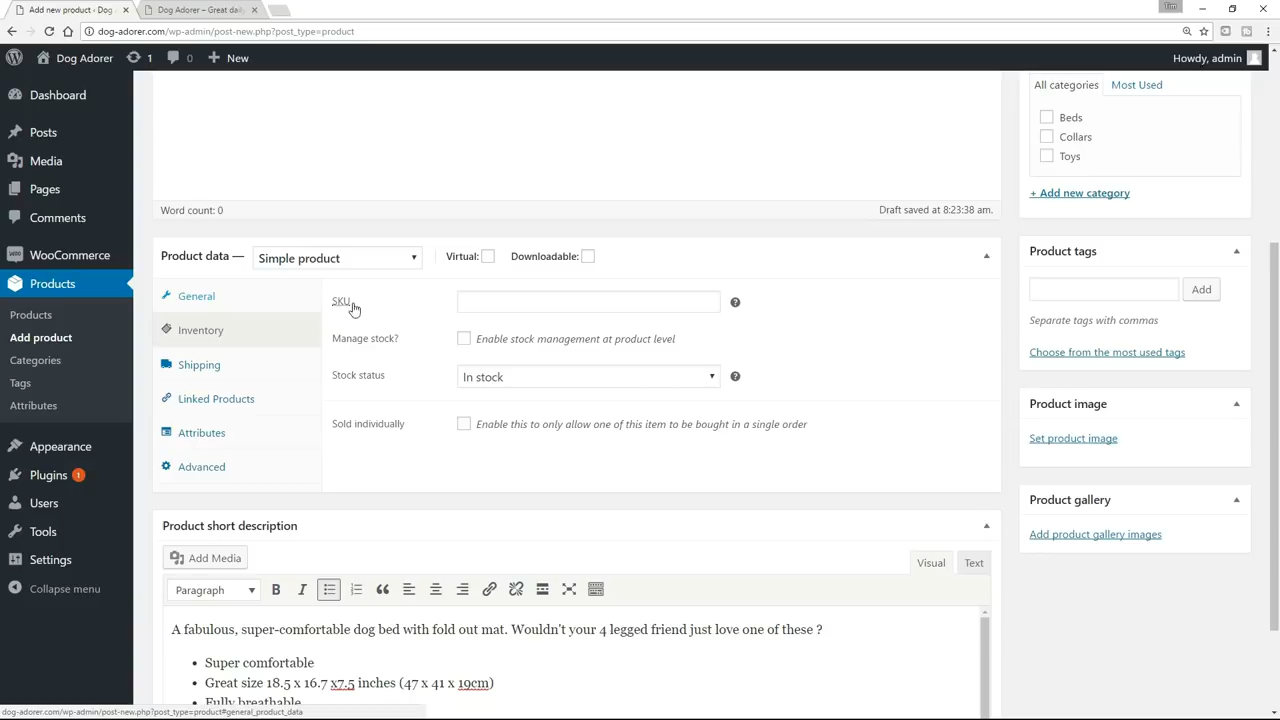 Add new product ‹ Dog
Dog Adorer – Great dail
dog-adorer.com/wp-admin/post-new.php?post_type=product
Dog Adorer
1
0
New
Howdy, admin
Dashboard
Posts
Media
Pages
Comments
WooCommerce
Products
Products
Add product
Categories
Tags
Attributes
Appearance
Plugins 1
Users
Tools
Settings
Collapse menu
Word count: 0
Draft saved at 8:23:38 am.
Product data —
Simple product
Virtual:
Downloadable:
General
Inventory
Shipping
Linked Products
Attributes
Advanced
SKU
Manage stock?
Enable stock management at product level
Stock status
In stock
Sold individually
Enable this to only allow one of this item to be bought in a single order
Product short description
Add Media
Visual
Text
Paragraph
A fabulous, super-comfortable dog bed with fold out mat. Wouldn't your 4 legged friend just love one of these ?
Super comfortable
Great size 18.5 x 16.7 x7.5 inches (47 x 41 x 19cm)
Fully breathable
All categories
Most Used
Beds
Collars
Toys
+ Add new category
Product tags
Add
Separate tags with commas
Choose from the most used tags
Product image
Set product image
Product gallery
Add product gallery images
dog-adorer.com/wp-admin/post-new.php?post_type=product#general_product_data